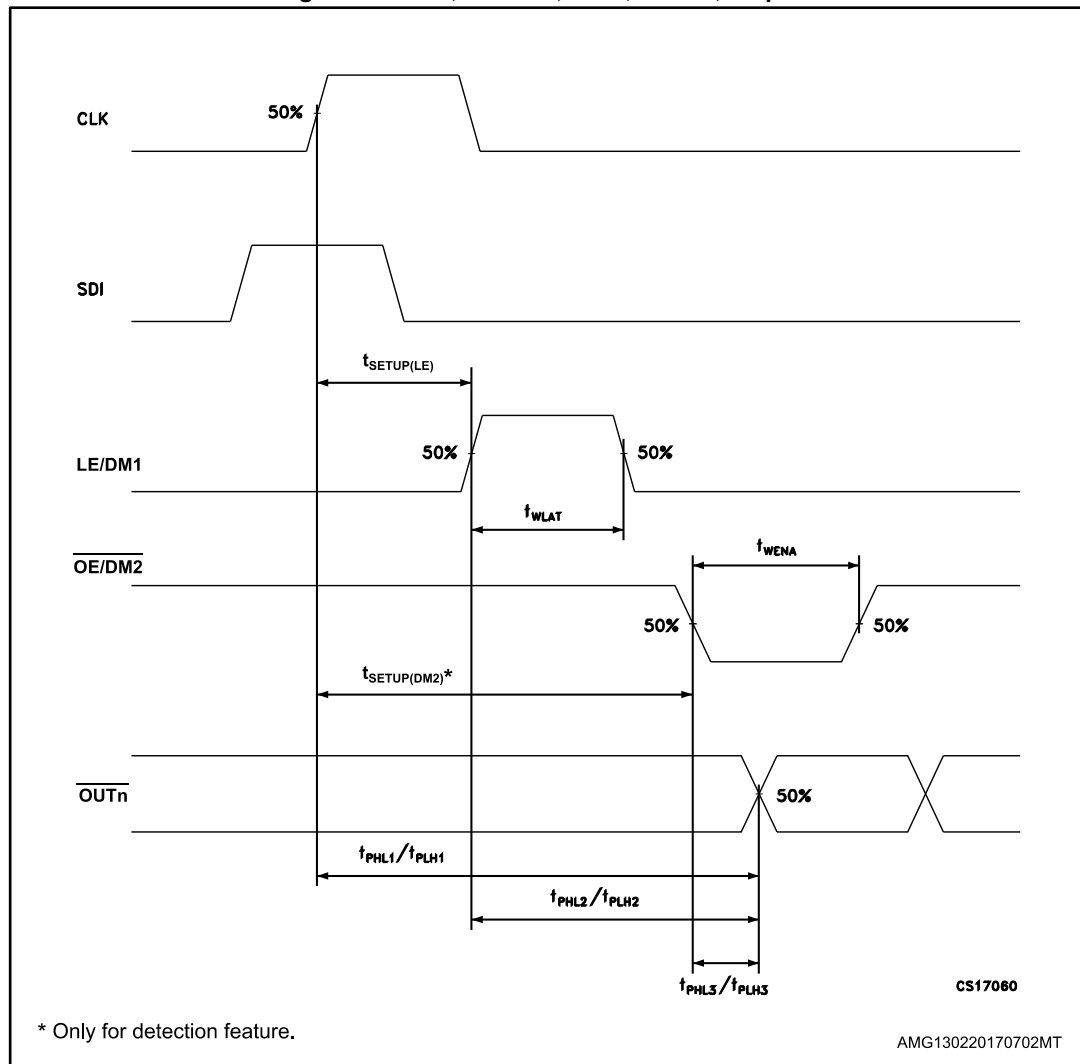 50%
CLK
SDI
tSETUP(LE)
50%
50%
LE/DM1
tWLAT
OE/DM2
tWENA
50%
50%
tSETUP(DM2)*
OUTn
50%
tPHL1/tPLH1
tPHL2/tPLH2
tPHL3/tPLH3
CS17060
* Only for detection feature.
AMG130220170702MT